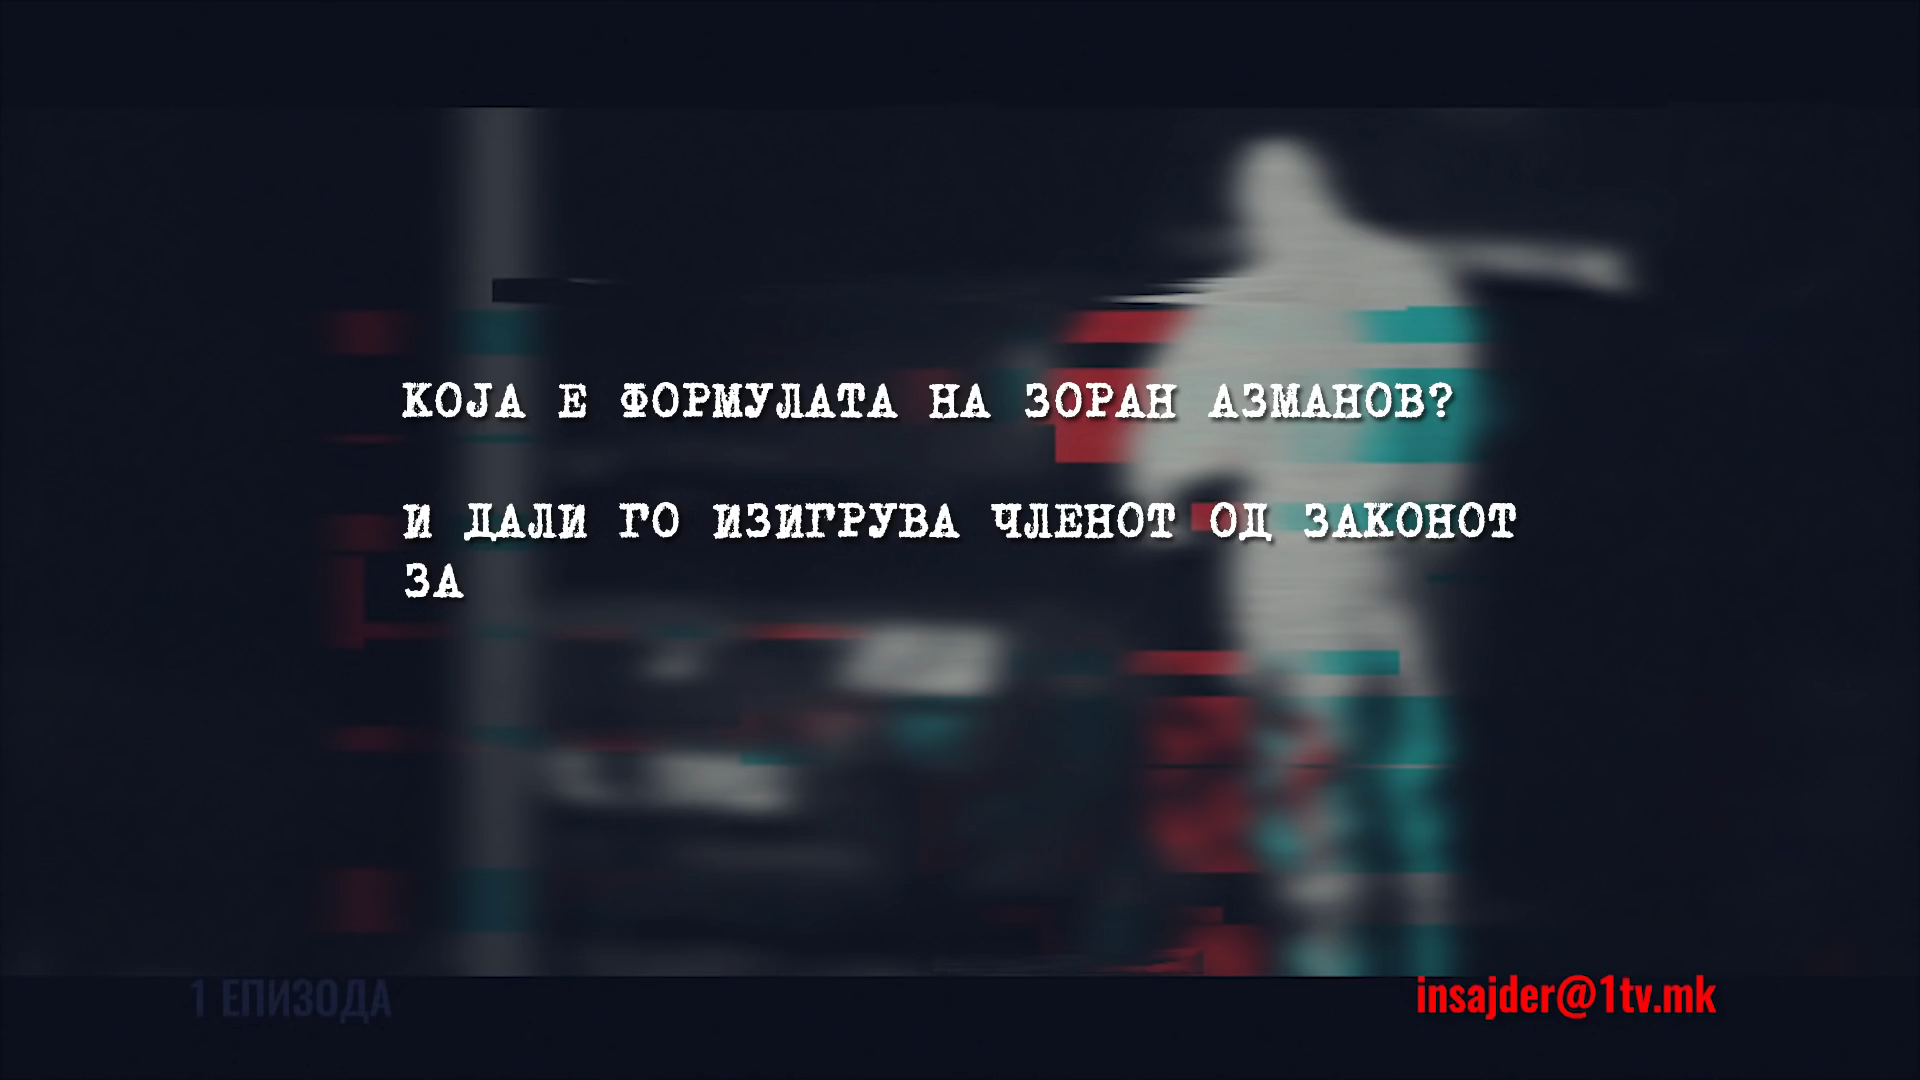 КОЈА Е ФОРМУЛАТА НА ЗОРАН АЗМАНОВ?
И ДАЛИ ГО ИЗИГРУВА ЧЛЕНОТ ОД ЗАКОНОТ
ЗА
1 ЕПИЗОДА
insajder@1tv.mk